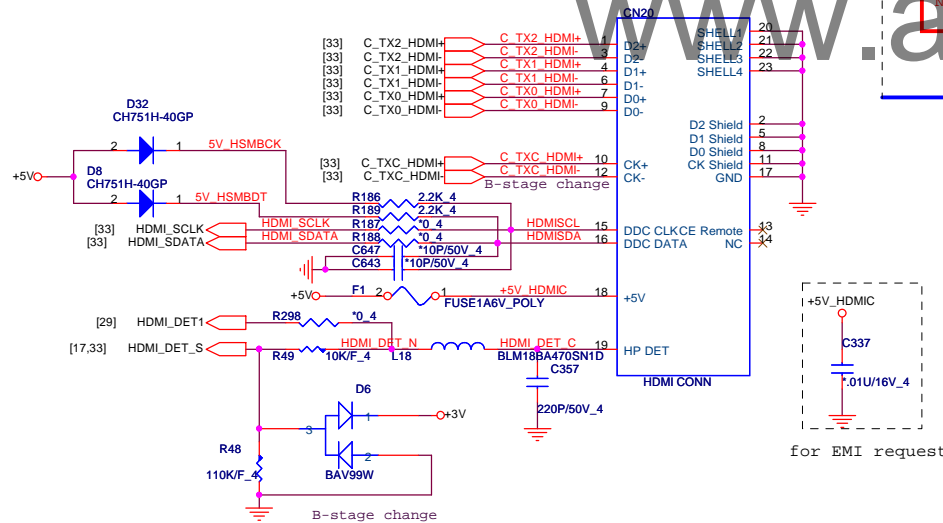 CN20
www.a
N
[33] C_TX2_HDMI+ C_TX2_HDMI+ 1 D2+ SHELL1 20
[33] C_TX2_HDMI- C_TX2_HDMI- 3 D2- SHELL2 21
[33] C_TX1_HDMI+ C_TX1_HDMI+ 4 D1+ SHELL3 22
[33] C_TX1_HDMI- C_TX1_HDMI- 6 D1- SHELL4 23
[33] C_TX0_HDMI+ C_TX0_HDMI+ 7 D0+
[33] C_TX0_HDMI- C_TX0_HDMI- 9 D0-
D2 Shield 2
D1 Shield 5
D0 Shield 8
[33] C_TXC_HDMI+ C_TXC_HDMI+ 10 CK+ CK Shield 11
[33] C_TXC_HDMI- C_TXC_HDMI- 12 CK- GND 17
B-stage change
D32
CH751H-40GP
2 1 5V_HSMBCK
+5V
D8
CH751H-40GP
2 1 5V_HSMBDT
R186 2.2K_4
R189 2.2K_4
R187 *0_4
R188 *0_4
[33] HDMI_SCLK HDMI_SCLK HDMISCL 15 DDC CLK CE Remote 13
[33] HDMI_SDATA HDMI_SDATA HDMISDA 16 DDC DATA NC 14
C647 *10P/50V_4
C643 *10P/50V_4
+5V F1 2 1 +5V_HDMIC 18 +5V
FUSE1A6V_POLY
[29] HDMI_DET1 R298 *0_4
[17,33] HDMI_DET_S HDMI_DET_N HDMI_DET_C 19 HP DET
R49 10K/F_4 L18 BLM18BA470SN1D
C357
220P/50V_4
HDMI CONN
D6
1 +3V
3
2
BAV99W
R48
110K/F_4
B-stage change
+5V_HDMIC
C337
*.01U/16V_4
for EMI request